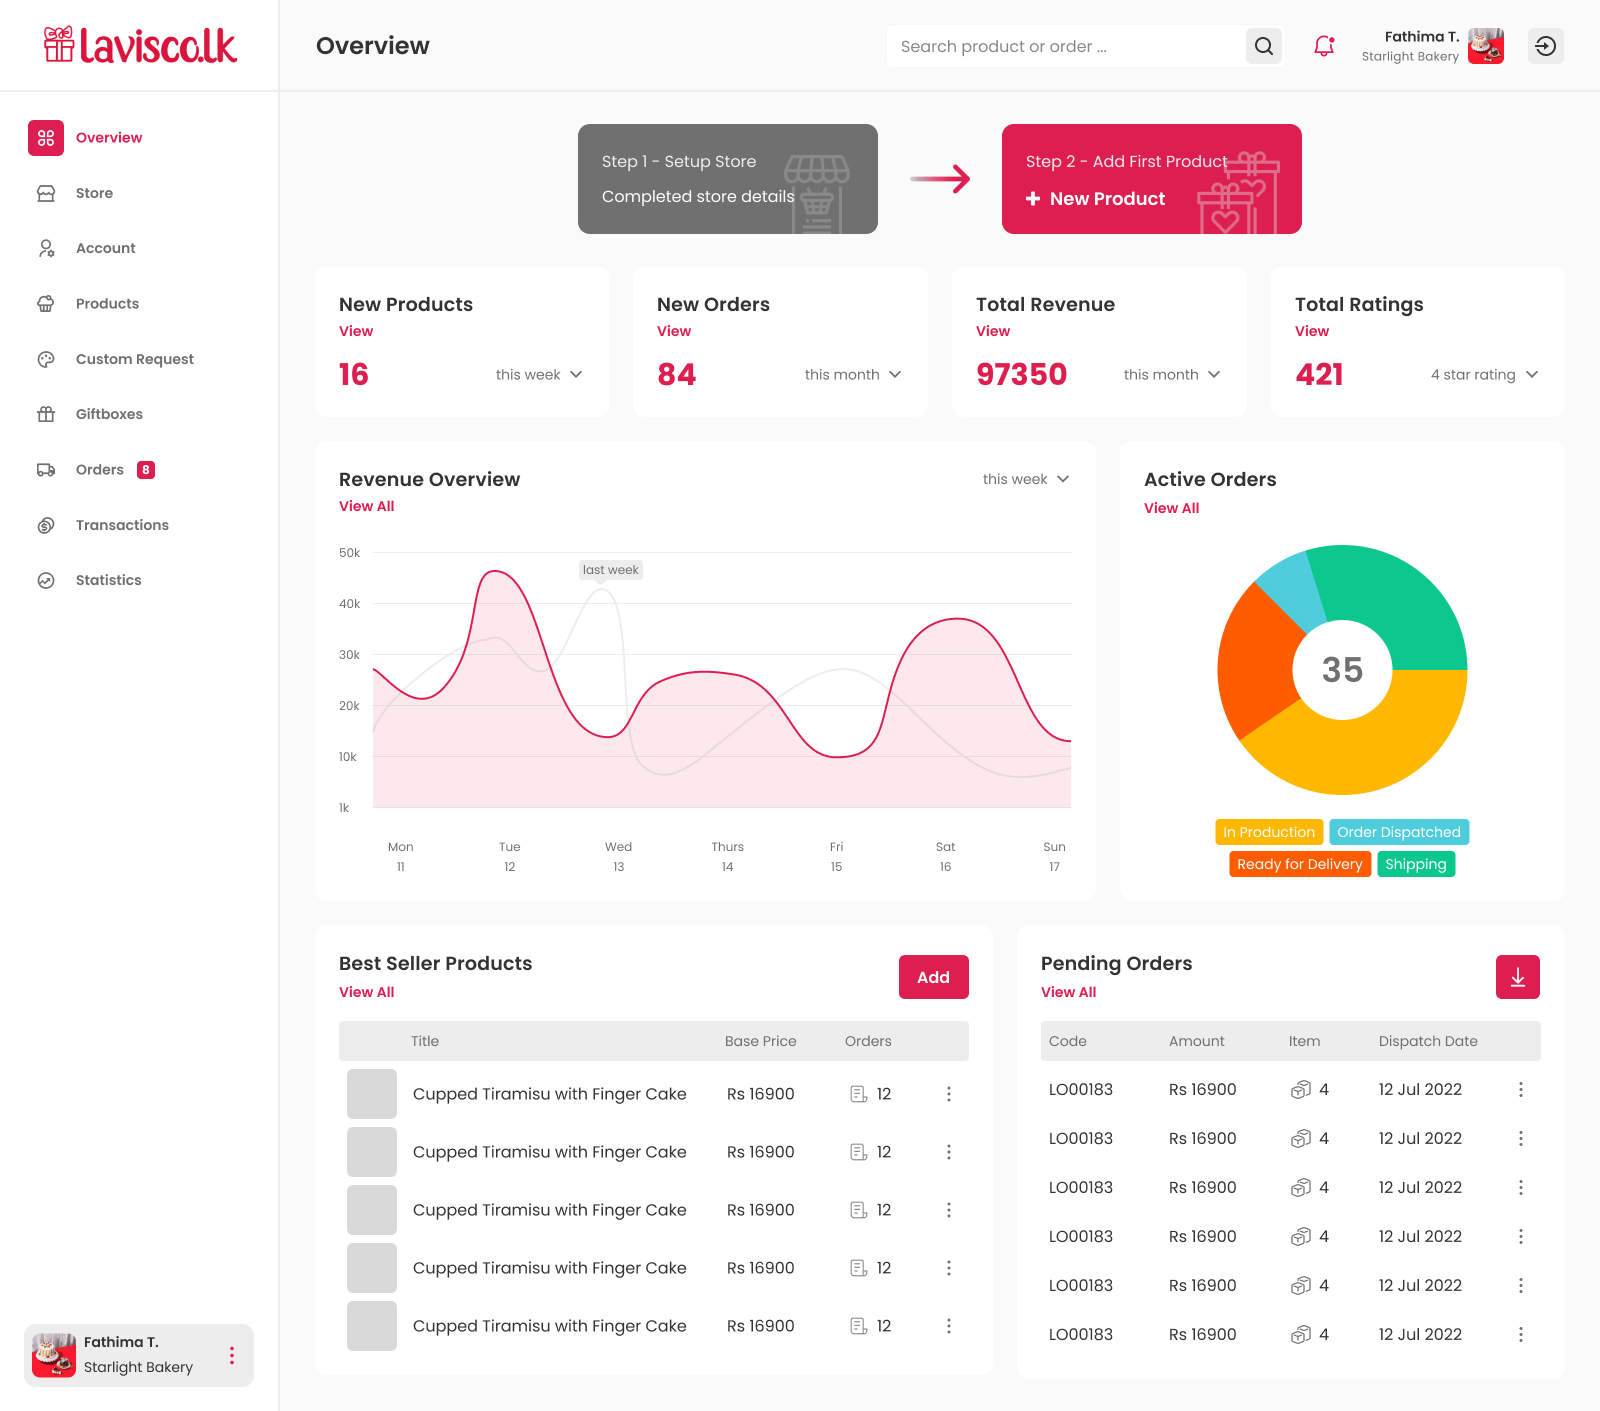 lavisco.lk
Overview
Search product or order ...
Fathima T.
Starlight Bakery
Overview
Store
Account
Products
Custom Request
Giftboxes
Orders 8
Transactions
Statistics
Fathima T.
Starlight Bakery
Step 1 - Setup Store
Completed store details
Step 2 - Add First Product
New Product
New Products
View
16 this week
New Orders
View
84 this month
Total Revenue
View
97350 this month
Total Ratings
View
421 4 star rating
Revenue Overview this week
View All
50k
40k
30k
20k
10k
1k
last week
Mon Tue Wed Thurs Fri Sat Sun
11 12 13 14 15 16 17
Active Orders
View All
35
In Production Order Dispatched
Ready for Delivery Shipping
Best Seller Products
View All
Add
Title Base Price Orders
Cupped Tiramisu with Finger Cake Rs 16900 12
Cupped Tiramisu with Finger Cake Rs 16900 12
Cupped Tiramisu with Finger Cake Rs 16900 12
Cupped Tiramisu with Finger Cake Rs 16900 12
Cupped Tiramisu with Finger Cake Rs 16900 12
Pending Orders
View All
Code Amount Item Dispatch Date
LO00183 Rs 16900 4 12 Jul 2022
LO00183 Rs 16900 4 12 Jul 2022
LO00183 Rs 16900 4 12 Jul 2022
LO00183 Rs 16900 4 12 Jul 2022
LO00183 Rs 16900 4 12 Jul 2022
LO00183 Rs 16900 4 12 Jul 2022